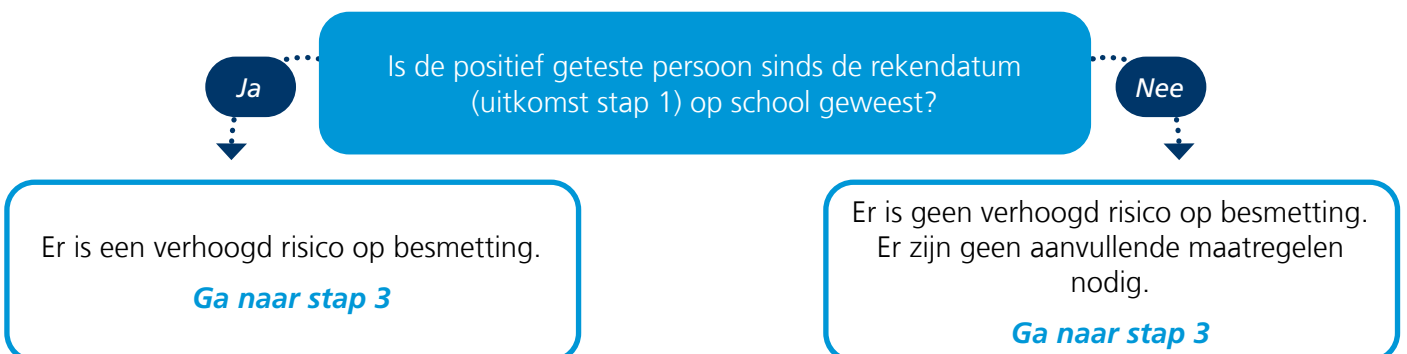 Is de positief geteste persoon sinds de rekendatum
(uitkomst stap 1) op school geweest?
Ja
Nee
Er is een verhoogd risico op besmetting.
Ga naar stap 3
Er is geen verhoogd risico op besmetting.
Er zijn geen aanvullende maatregelen
nodig.
Ga naar stap 3